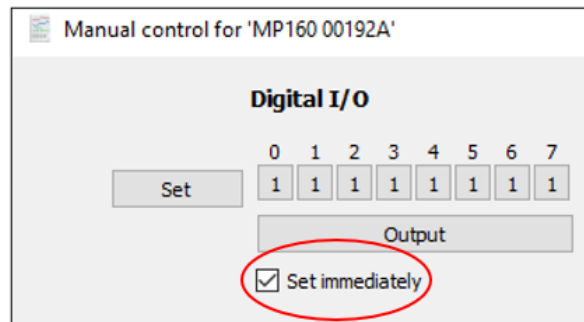 Manual control for 'MP160 00192A'
Digital I/O
0 1 2 3 4 5 6 7
Set 1 1 1 1 1 1 1 1
Output
Set immediately